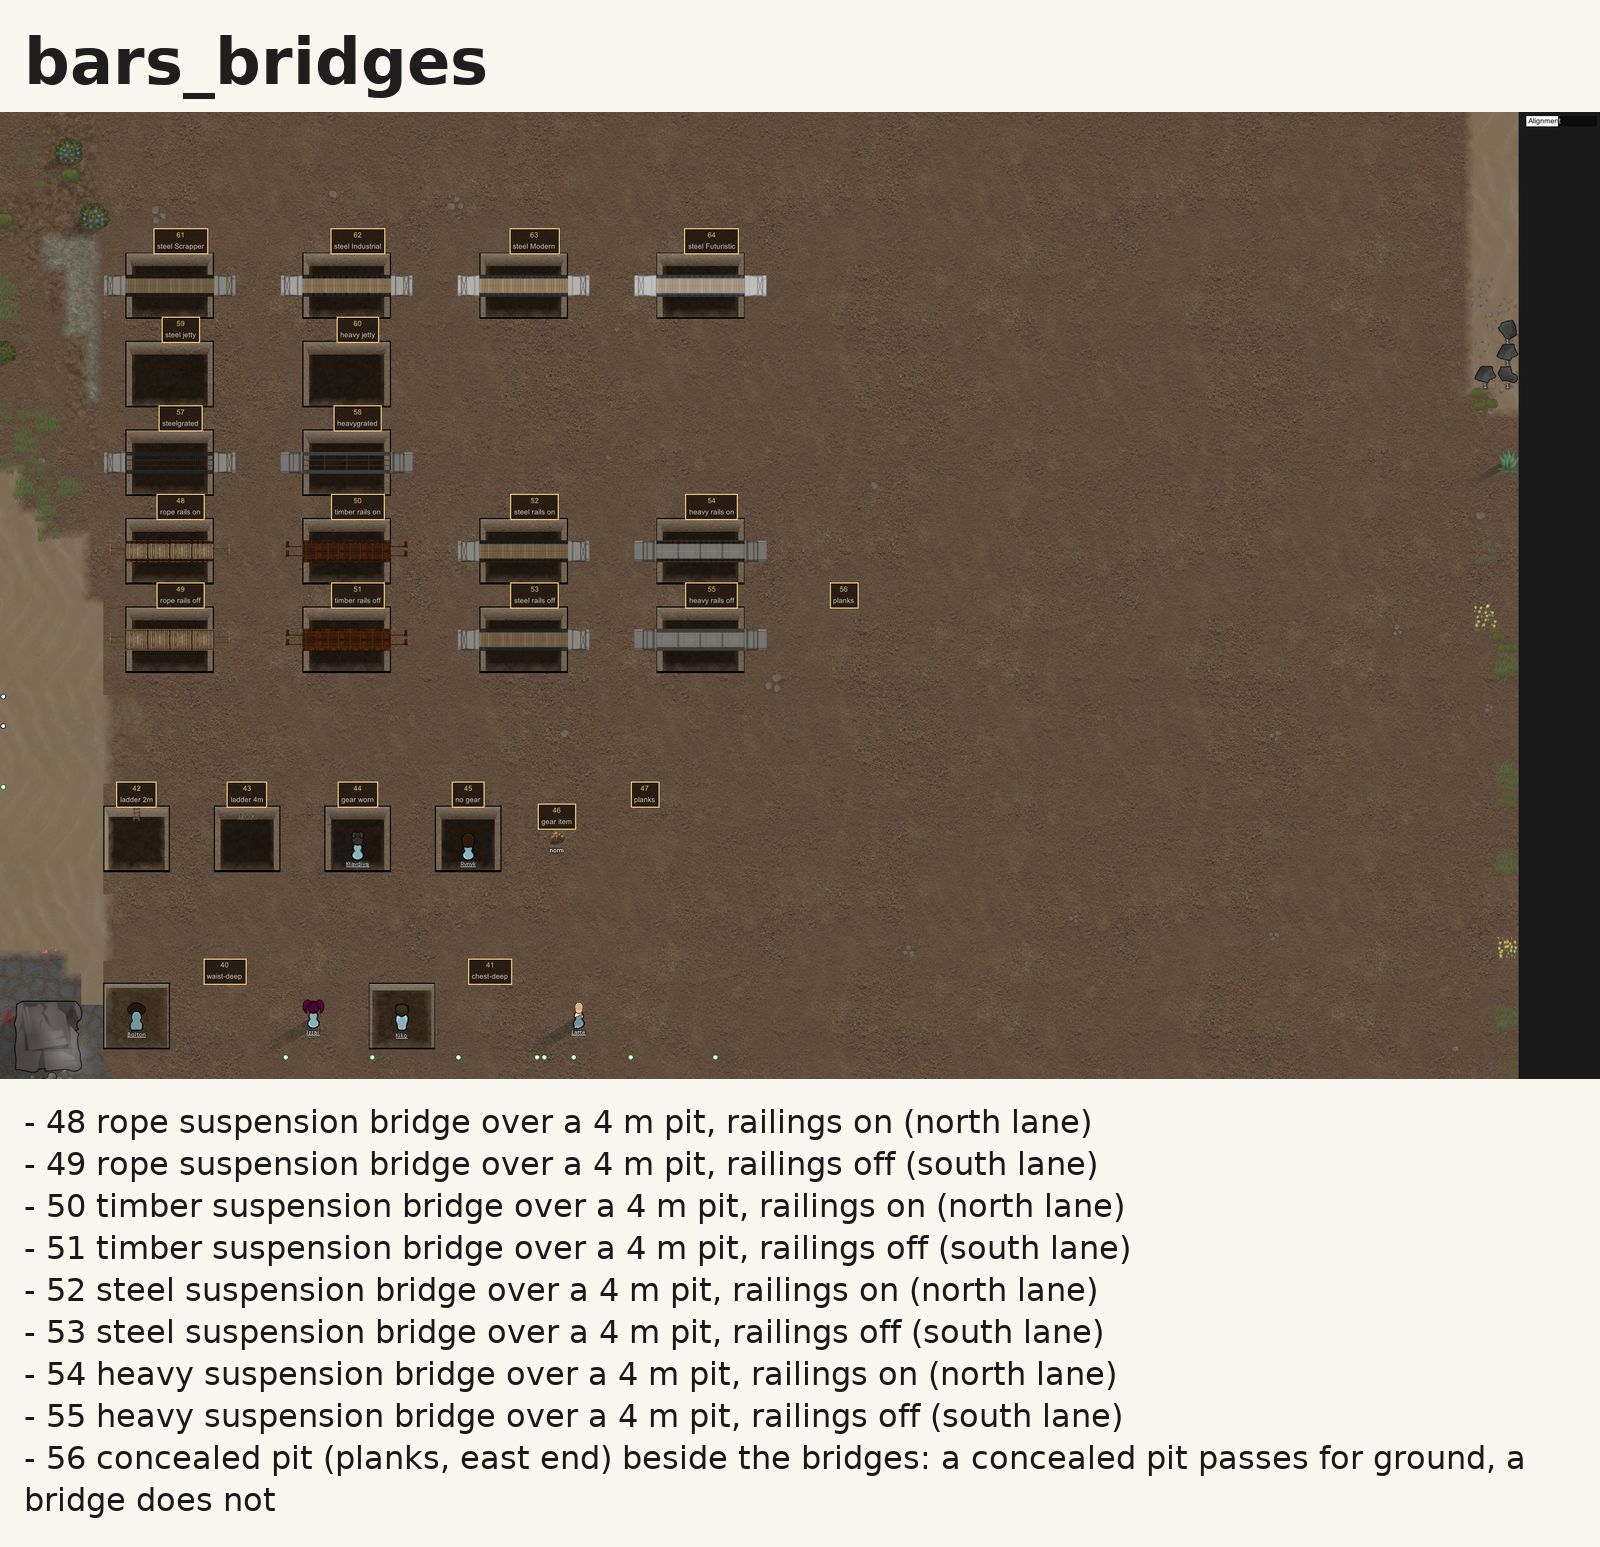 bars_bridges
Alignment
61
steel Scrapper
62
steel Industrial
63
steel Modern
64
steel Futuristic
59
steel jetty
60
heavy jetty
57
steelgrated
58
heavygrated
48
rope rails on
50
timber rails on
52
steel rails on
54
heavy rails on
49
rope rails off
51
timber rails off
53
steel rails off
55
heavy rails off
56
planks
42
ladder 2m
43
ladder 4m
44
gear worn
45
no gear
46
gear item
47
planks
Klavdiya
norm
40
waist-deep
41
chest-deep
Bolton
Kiko
Latte
- 48 rope suspension bridge over a 4 m pit, railings on (north lane)
- 49 rope suspension bridge over a 4 m pit, railings off (south lane)
- 50 timber suspension bridge over a 4 m pit, railings on (north lane)
- 51 timber suspension bridge over a 4 m pit, railings off (south lane)
- 52 steel suspension bridge over a 4 m pit, railings on (north lane)
- 53 steel suspension bridge over a 4 m pit, railings off (south lane)
- 54 heavy suspension bridge over a 4 m pit, railings on (north lane)
- 55 heavy suspension bridge over a 4 m pit, railings off (south lane)
- 56 concealed pit (planks, east end) beside the bridges: a concealed pit passes for ground, a
bridge does not